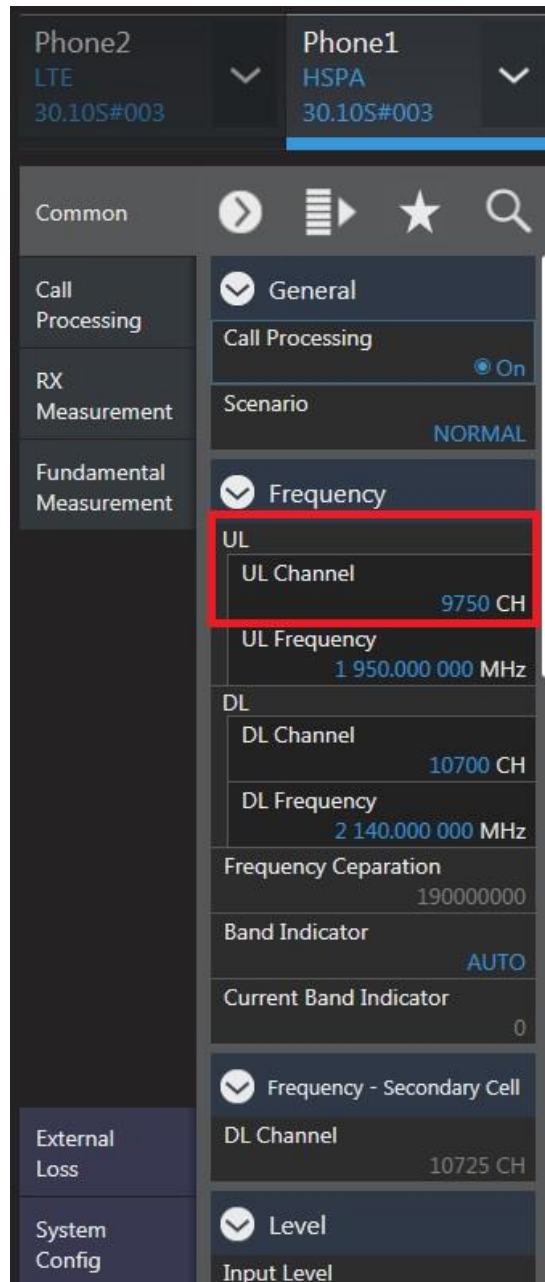 Phone2
LTE
30.10S#003
Phone1
HSPA
30.10S#003
Common
Call
Processing
RX
Measurement
Fundamental
Measurement
External
Loss
System
Config
General
Call Processing
On
Scenario
NORMAL
Frequency
UL
UL Channel
9750 CH
UL Frequency
1 950.000 000 MHz
DL
DL Channel
10700 CH
DL Frequency
2 140.000 000 MHz
Frequency Ceparation
190000000
Band Indicator
AUTO
Current Band Indicator
0
Frequency - Secondary Cell
DL Channel
10725 CH
Level
Input Level